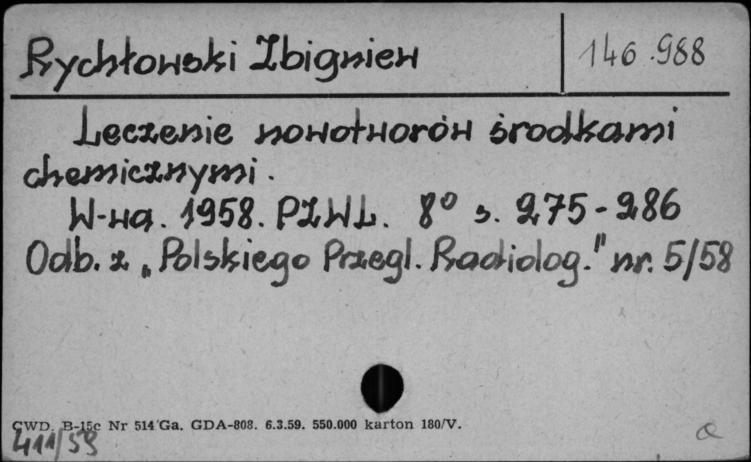 Rychłowski Zbigniew
146.988
Leczenie nowotworów środkami
chemicznymi.
W-wa. 1958. PZWL. 8° s. 275-286
Odb. z „Polskiego Przegl. Radiolog." nr. 5/58
CWD. B-15c Nr 514 Ga. GDA-808. 6.3.59. 550.000 karton 180/V.
411/59